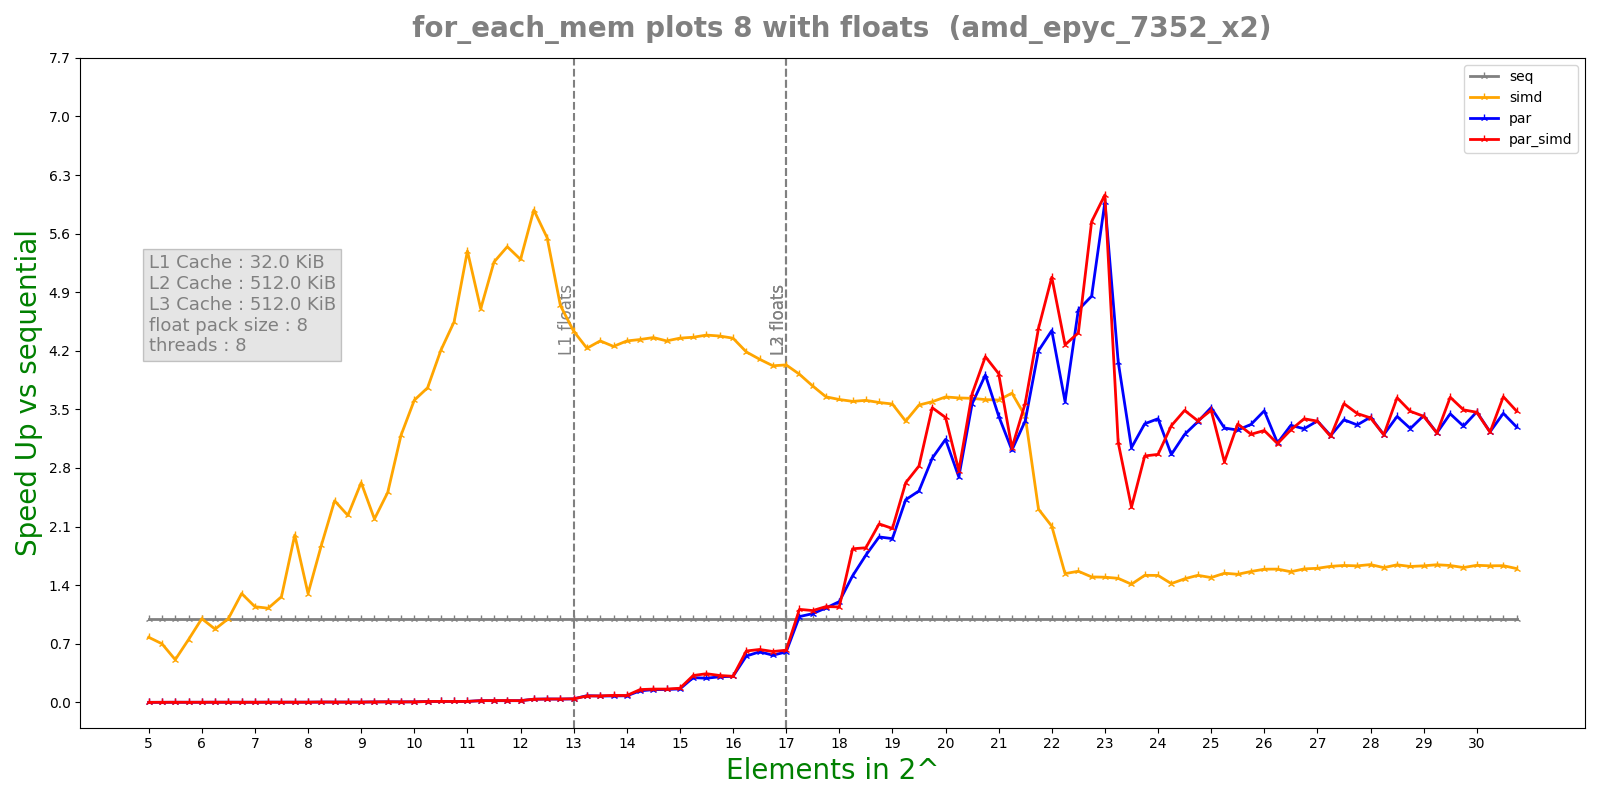 for_each_mem plots 8 with floats (amd_epyc_7352_x2)
7.7
7.0
6.3
5.6
4.9
4.2
3.5
2.8
2.1
1.4
0.7
0.0
Speed Up vs sequential
seq
simd
par
par_simd
L1 Cache : 32.0 KiB
L2 Cache : 512.0 KiB
L3 Cache : 512.0 KiB
float pack size : 8
threads : 8
L1 floats
floats
5 6 7 8 9 10 11 12 13 14 15 16 17 18 19 20 21 22 23 24 25 26 27 28 29 30
Elements in 2^